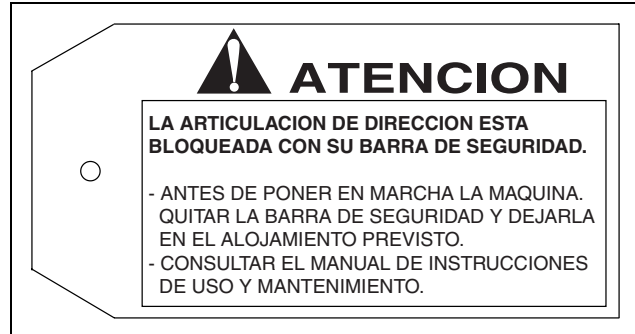 ATENCION
LA ARTICULACION DE DIRECCION ESTA
BLOQUEADA CON SU BARRA DE SEGURIDAD.
- ANTES DE PONER EN MARCHA LA MAQUINA.
QUITAR LA BARRA DE SEGURIDAD Y DEJARLA
EN EL ALOJAMIENTO PREVISTO.
- CONSULTAR EL MANUAL DE INSTRUCCIONES
DE USO Y MANTENIMIENTO.